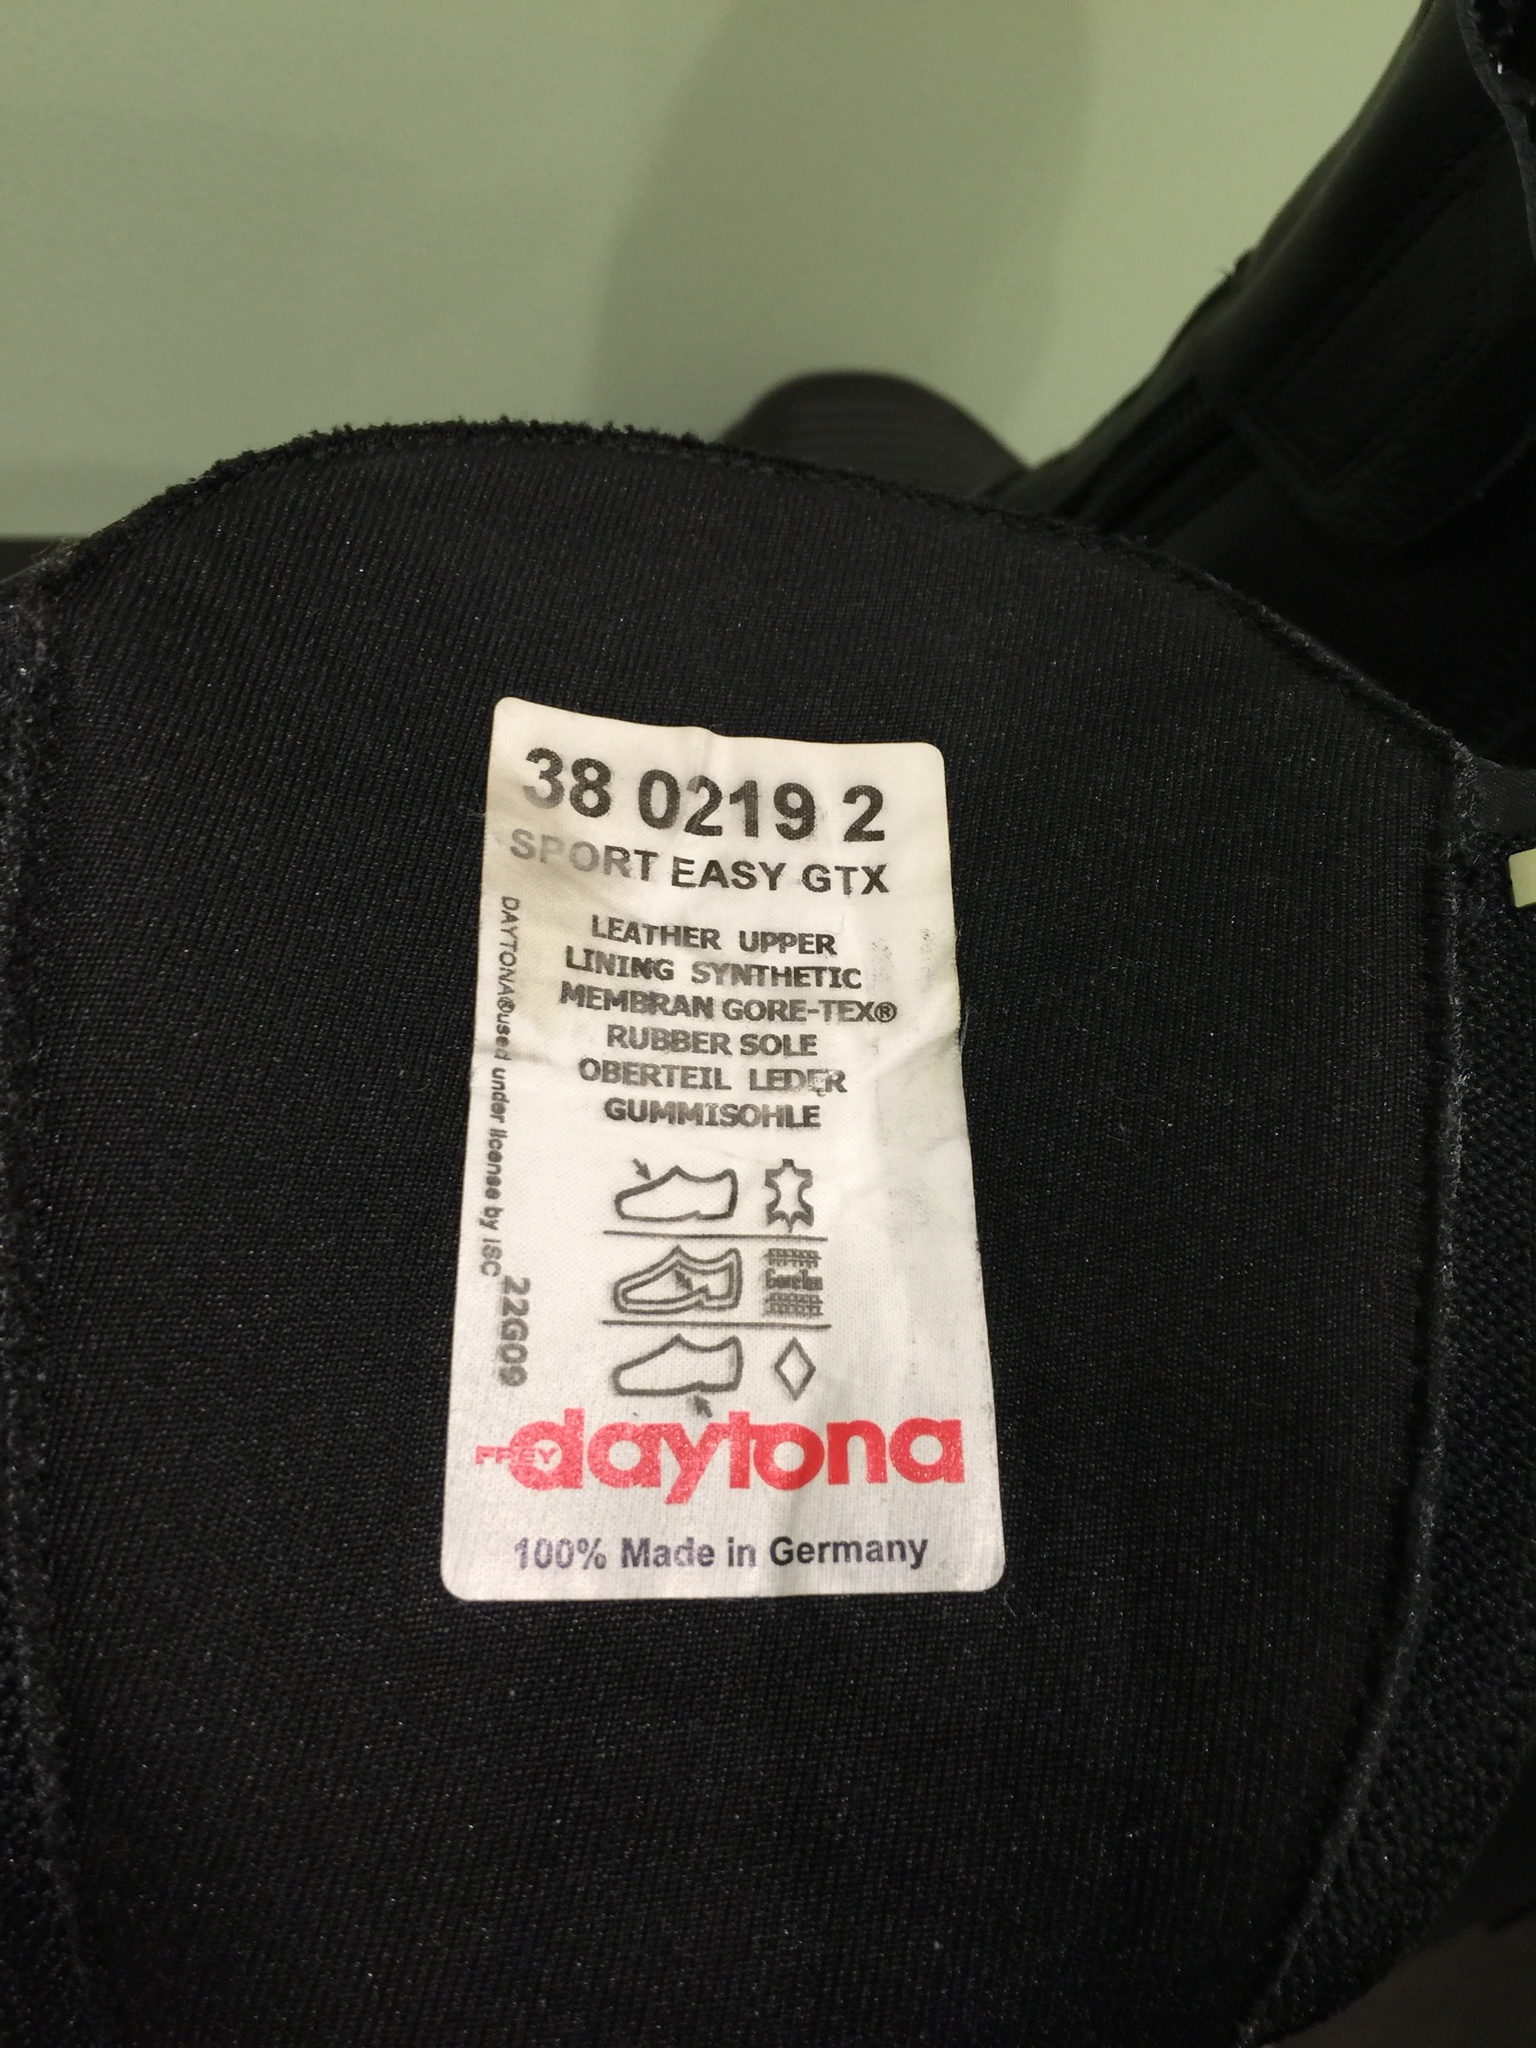 38 0219 2
SPORT EASY GTX
LEATHER UPPER
LINING SYNTHETIC
MEMBRAN GORE-TEX®
RUBBER SOLE
OBERTEIL LEDER
GUMMISOHLE
DAYTONA®used under license by ISC
22G09
GoreTex
FREY
daytona
100% Made in Germany